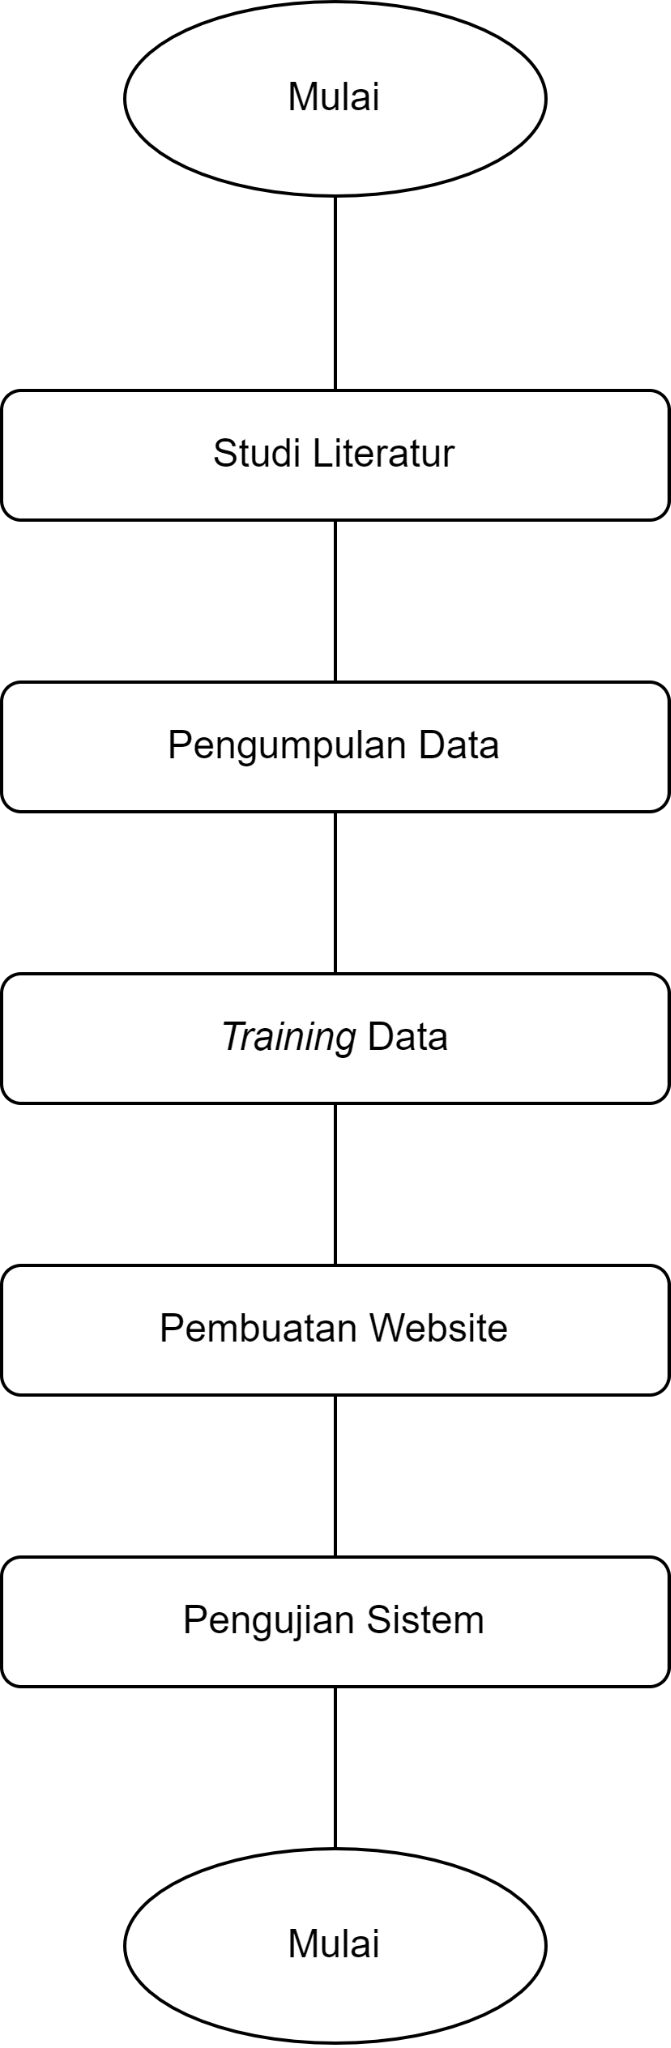 Mulai
Studi Literatur
Pengumpulan Data
Training Data
Pembuatan Website
Pengujian Sistem
Mulai